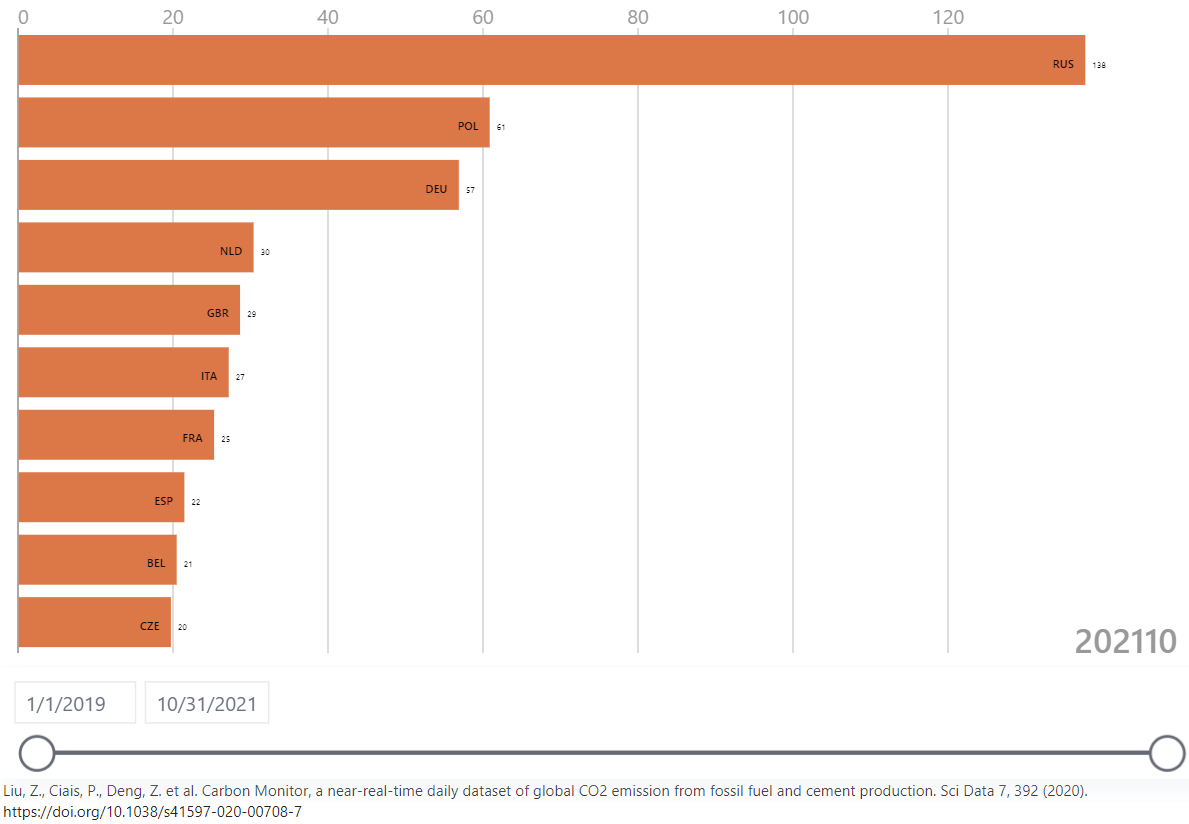 0 20 40 60 80 100 120
RUS 138
POL 61
DEU 57
NLD 30
GBR 29
ITA 27
FRA 25
ESP 22
BEL 21
CZE 20
202110
1/1/2019 10/31/2021
Liu, Z., Ciais, P., Deng, Z. et al. Carbon Monitor, a near-real-time daily dataset of global CO2 emission from fossil fuel and cement production. Sci Data 7, 392 (2020).
https://doi.org/10.1038/s41597-020-00708-7